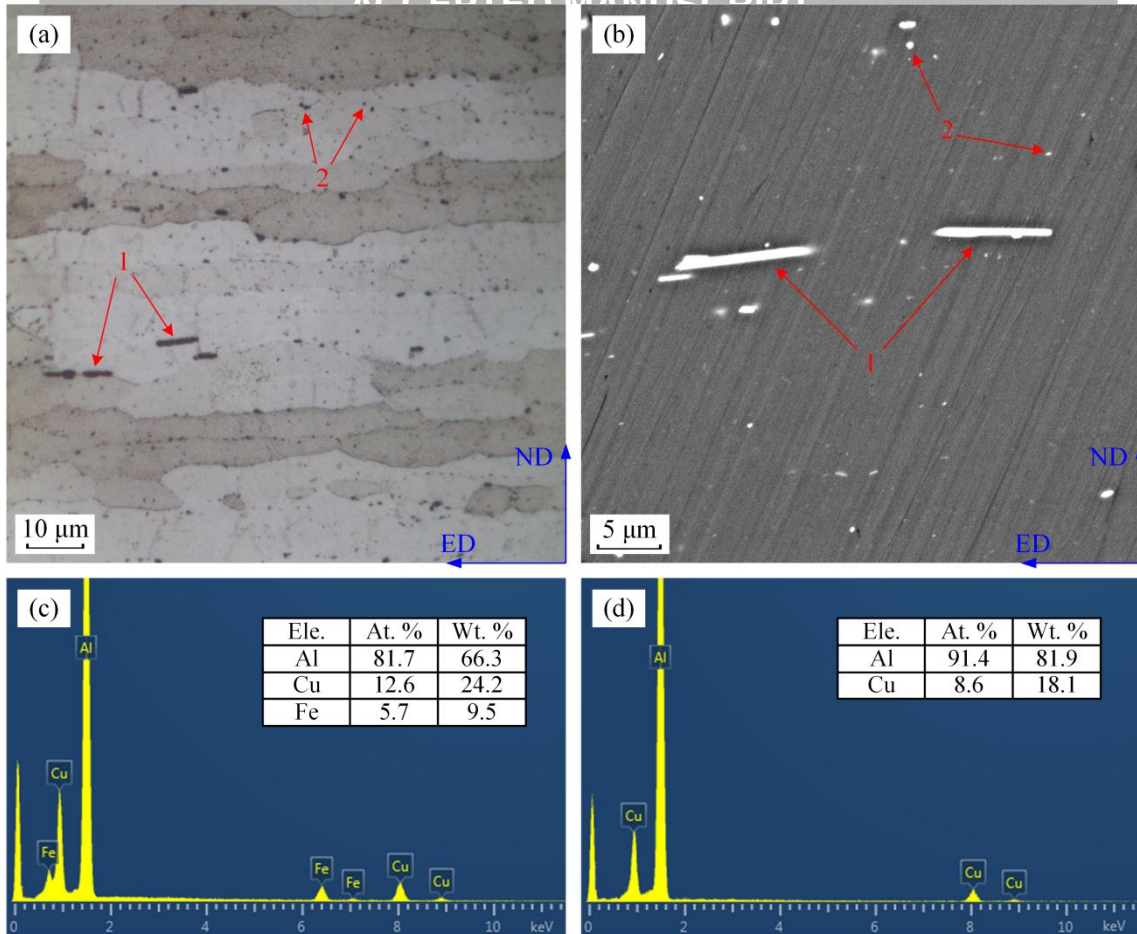 ACCEPTED MANUSCRIPT
(a)
2
1
ND
ED
10 μm
(b)
2
1
ND
ED
5 μm
(c)
Ele. At. % Wt. %
Al 81.7 66.3
Cu 12.6 24.2
Fe 5.7 9.5
Al
Cu
Fe
Fe
Fe
Cu
Cu
0 2 4 6 8 10 keV
(d)
Ele. At. % Wt. %
Al 91.4 81.9
Cu 8.6 18.1
Al
Cu
Cu
Cu
0 2 4 6 8 10 keV